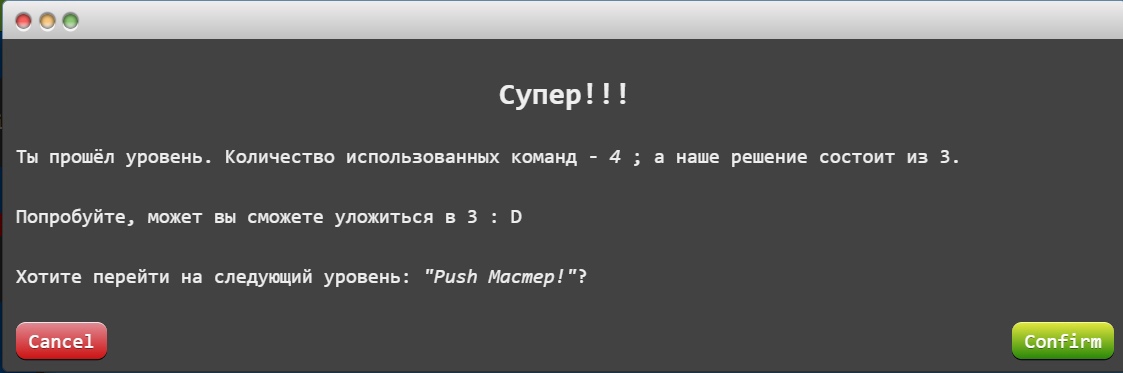 Супер!!!
Ты прошёл уровень. Количество использованных команд - 4 ; а наше решение состоит из 3.
Попробуйте, может вы сможете уложиться в 3 : D
Хотите перейти на следующий уровень: "Push Мастер!"?
Cancel
Confirm